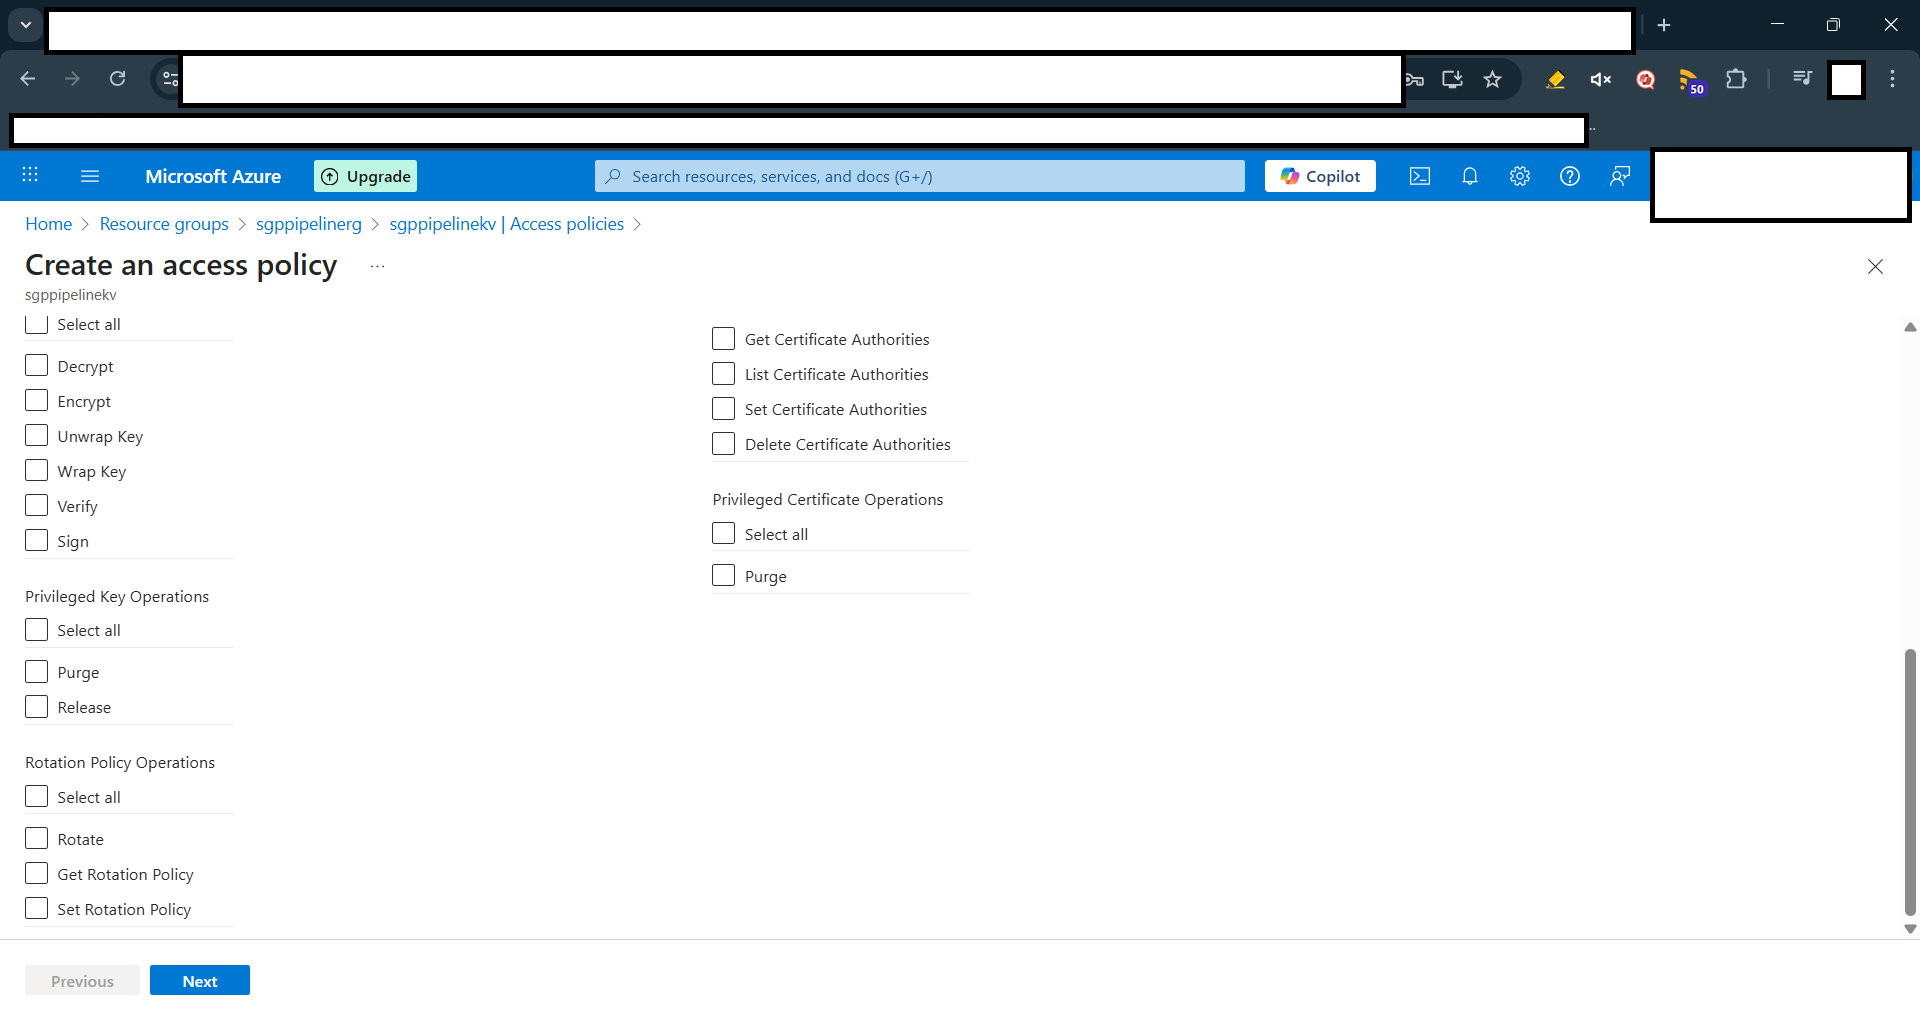 50
Microsoft Azure
Upgrade
Search resources, services, and docs (G+/)
Copilot
Home > Resource groups > sgppipelinerg > sgppipelinekv | Access policies >
Create an access policy ...
sgppipelinekv
Select all
Decrypt
Encrypt
Unwrap Key
Wrap Key
Verify
Sign
Privileged Key Operations
Select all
Purge
Release
Rotation Policy Operations
Select all
Rotate
Get Rotation Policy
Set Rotation Policy
Get Certificate Authorities
List Certificate Authorities
Set Certificate Authorities
Delete Certificate Authorities
Privileged Certificate Operations
Select all
Purge
Previous
Next